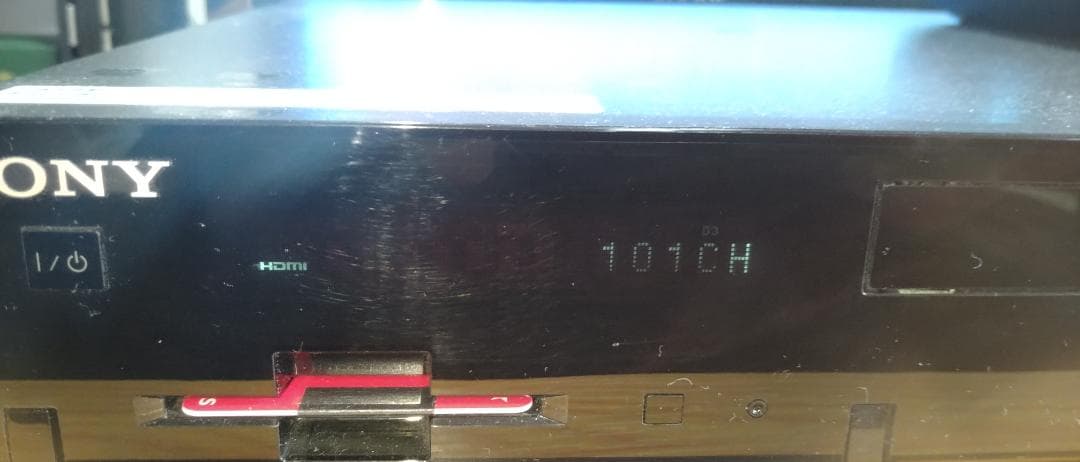 ONY
I/⏻
HDMI
D3
101CH